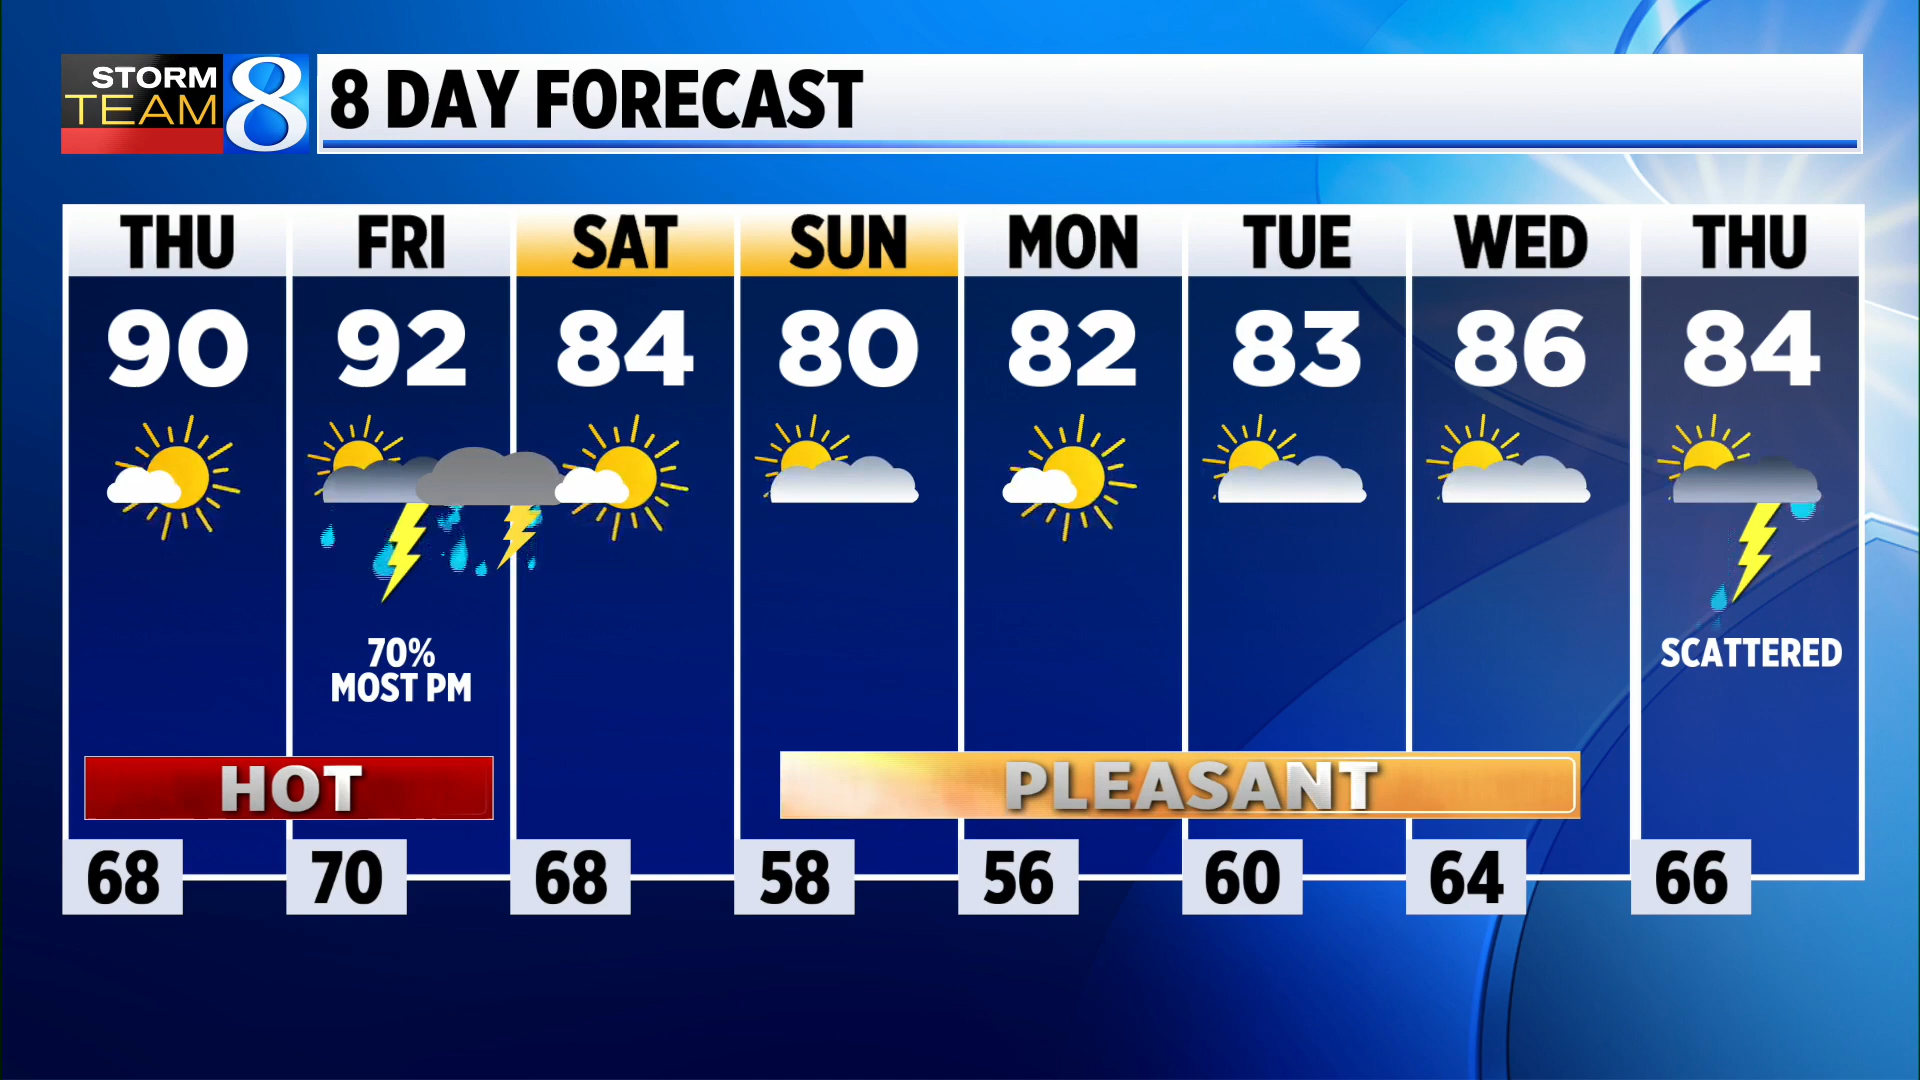 STORM
TEAM 8
8 DAY FORECAST
THU FRI SAT SUN MON TUE WED THU
90 92 84 80 82 83 86 84
70%
MOST PM
SCATTERED
HOT
PLEASANT
68 70 68 58 56 60 64 66